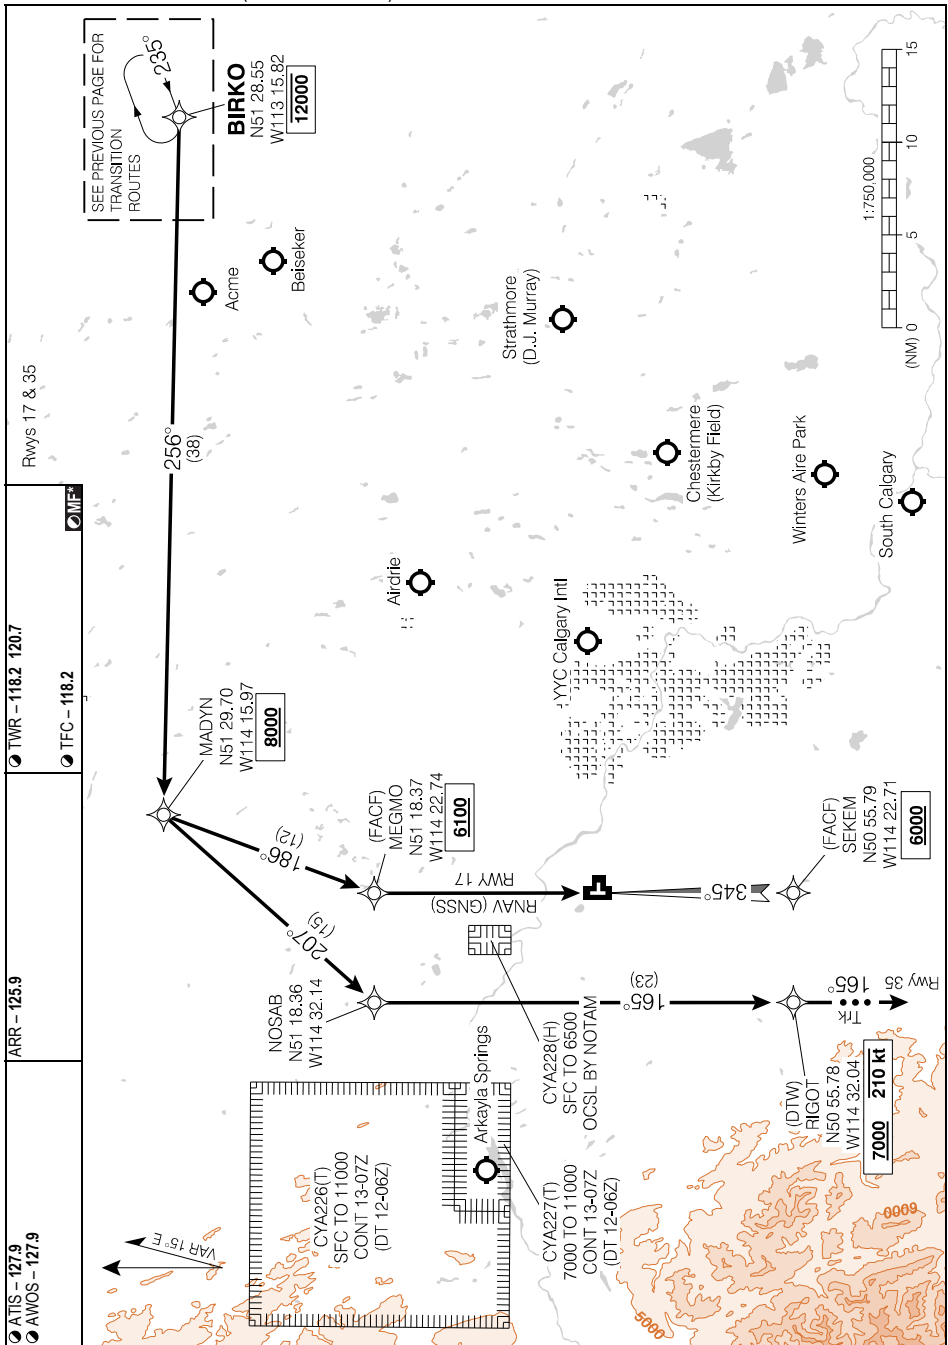 ATIS – 127.9
AWOS – 127.9
ARR – 125.9
TWR – 118.2 120.7
TFC – 118.2
MF*
Rwys 17 & 35
SEE PREVIOUS PAGE FOR
TRANSITION
ROUTES
235°
BIRKO
N51 28.55
W113 15.82
12000
256°
(38)
Acme
Beiseker
MADYN
N51 29.70
W114 15.97
8000
186°
(12)
207°
(15)
(FACF)
MEGMO
N51 18.37
W114 22.74
6100
NOSAB
N51 18.36
W114 32.14
RNAV (GNSS)
RWY 17
345°
(FACF)
SEKEM
N50 55.79
W114 22.71
6000
165°
(23)
(DTW)
RIGOT
N50 55.78
W114 32.04
7000 210 kt
Trk
165°
Rwy 35
Airdrie
Strathmore
(D.J. Murray)
Chestermere
(Kirkby Field)
YYC Calgary Intl
Winters Aire Park
South Calgary
Arkayla Springs
VAR 15° E
CYA226(T)
SFC TO 11000
CONT 13-07Z
(DT 12-06Z)
CYA227(T)
7000 TO 11000
CONT 13-07Z
(DT 12-06Z)
CYA228(H)
SFC TO 6500
OCSL BY NOTAM
5000
6000
1:750,000
(NM) 0
5
10
15